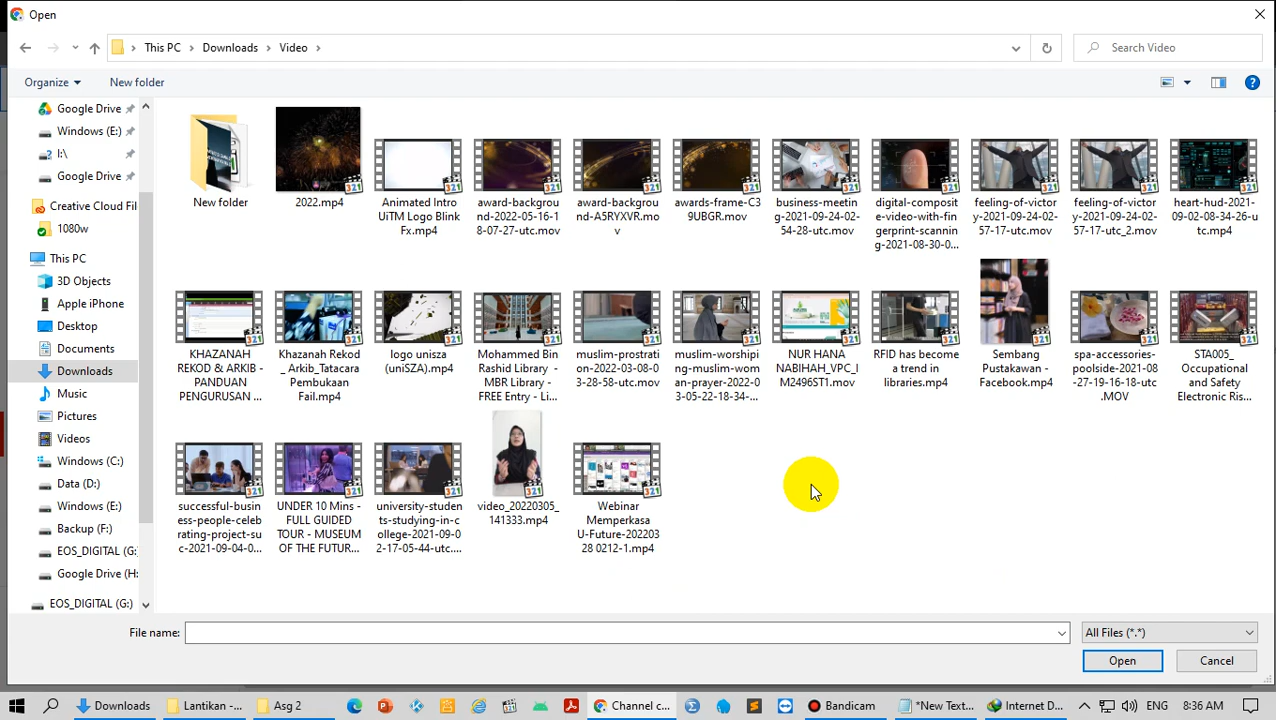 Open
This PC
Downloads
Video
Search Video
Organize
New folder
Google Drive
Windows (E:)
I:\
Google Drive
Creative Cloud Fil
1080w
This PC
3D Objects
Apple iPhone
Desktop
Documents
Downloads
Music
Pictures
Videos
Windows (C:)
Data (D:)
Windows (E:)
Backup (F:)
EOS_DIGITAL (G:
Google Drive (H:
EOS_DIGITAL (G:)
New folder
2022.mp4
Animated Intro
UiTM Logo Blink
Fx.mp4
award-backgrou
nd-2022-05-16-1
8-07-27-utc.mov
award-backgrou
nd-A5RYXVR.mo
v
awards-frame-C3
9UBGR.mov
business-meetin
g-2021-09-24-02-
54-28-utc.mov
digital-composit
e-video-with-fin
gerprint-scannin
g-2021-08-30-0...
feeling-of-victor
y-2021-09-24-02-
57-17-utc.mov
feeling-of-victor
y-2021-09-24-02-
57-17-utc_2.mov
heart-hud-2021-
09-02-08-34-26-u
tc.mp4
KHAZANAH
REKOD & ARKIB -
PANDUAN
PENGURUSAN ...
Khazanah Rekod
_ Arkib_Tatacara
Pembukaan
Fail.mp4
logo unisza
(uniSZA).mp4
Mohammed Bin
Rashid Library -
MBR Library -
FREE Entry - Li...
muslim-prostrati
on-2022-03-08-0
3-28-58-utc.mov
muslim-worshipi
ng-muslim-wom
an-prayer-2022-0
3-05-22-18-34-...
NUR HANA
NABIHAH_VPC_I
M2496ST1.mov
RFID has become
a trend in
libraries.mp4
Sembang
Pustakawan -
Facebook.mp4
spa-accessories-
poolside-2021-08
-27-19-16-18-utc
.MOV
STA005_
Occupational
and Safety
Electronic Ris...
successful-busin
ess-people-celeb
rating-project-su
c-2021-09-04-0...
UNDER 10 Mins -
FULL GUIDED
TOUR - MUSEUM
OF THE FUTUR...
university-studen
ts-studying-in-c
ollege-2021-09-0
2-17-05-44-utc....
video_20220305_
141333.mp4
Webinar
Memperkasa
U-Future-202203
28 0212-1.mp4
File name:
All Files (*.*)
Open
Cancel
Downloads
Lantikan -...
Asg 2
Channel c...
Bandicam
*New Text...
Internet D...
ENG
8:36 AM